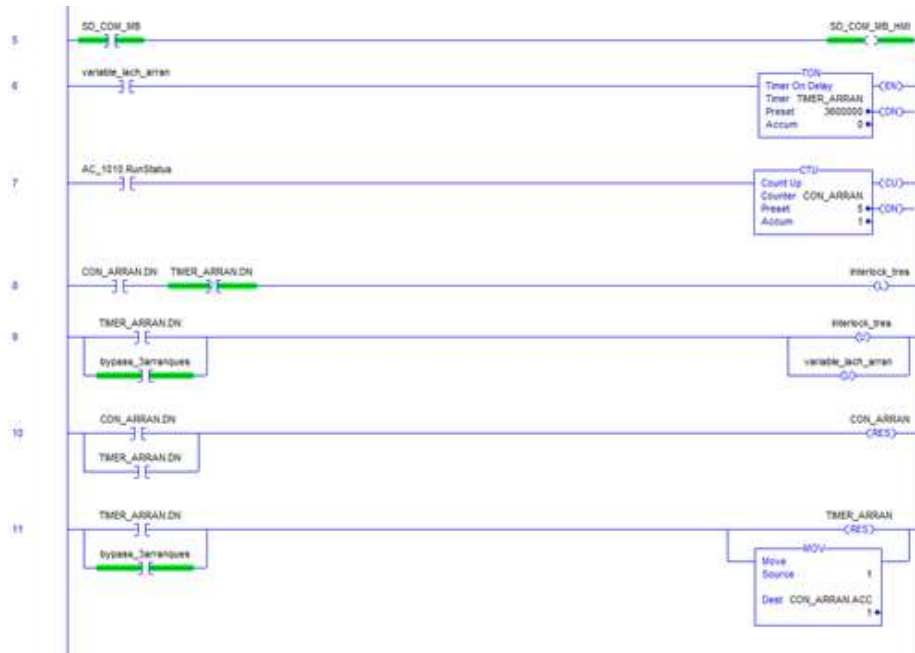 SD_COM_MB SD_COM_MB_HMI
5
variable_lach_arran
6
TON
Timer On Delay (EN)
Timer TIMER_ARRAN
Preset 3600000 (DN)
Accum 0
AC_1010.RunStatus
7
CTU
Count Up (CU)
Counter CON_ARRAN
Preset 5 (DN)
Accum 1
CON_ARRAN.DN TIMER_ARRAN.DN Interlock_tres
8 (L)
TIMER_ARRAN.DN Interlock_tres
9 (U)
bypass_3arranques variable_lach_arran
(U)
CON_ARRAN.DN CON_ARRAN
10 (RES)
TIMER_ARRAN.DN
TIMER_ARRAN.DN TIMER_ARRAN
11 (RES)
bypass_3arranques
MOV
Move
Source 1
Dest CON_ARRAN.ACC
1